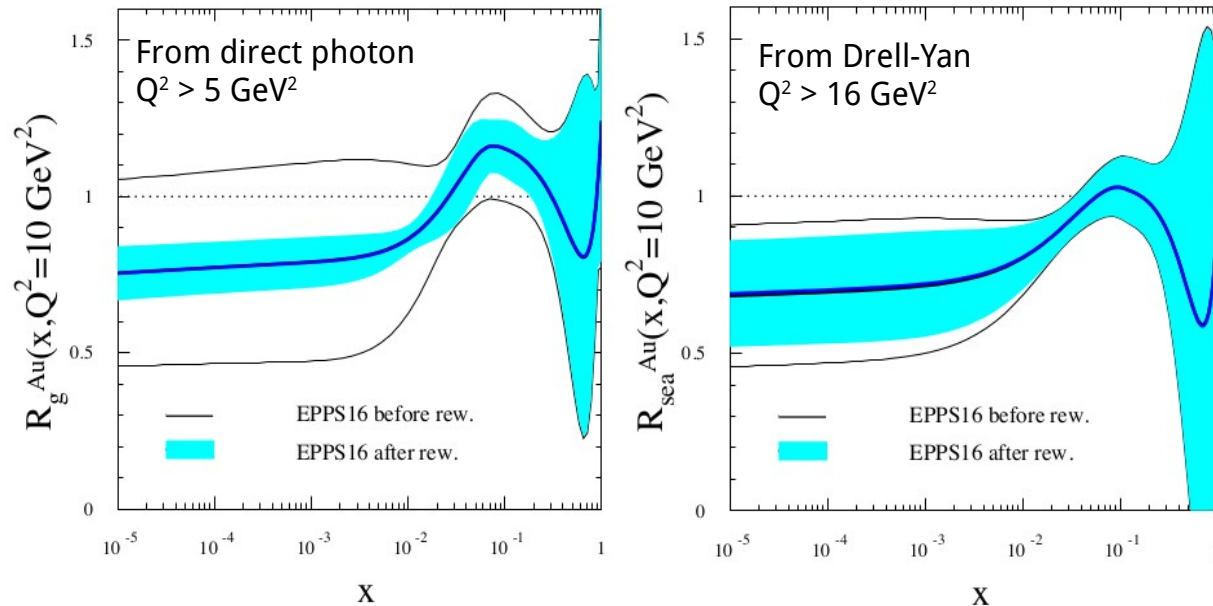 From direct photon
Q² > 5 GeV²
R_g^Au(x,Q²=10 GeV²)
1.5
1
0.5
0
EPPS16 before rew.
EPPS16 after rew.
10^-5 10^-4 10^-3 10^-2 10^-1 1
x
From Drell-Yan
Q² > 16 GeV²
R_sea^Au(x,Q²=10 GeV²)
1.5
1
0.5
0
EPPS16 before rew.
EPPS16 after rew.
10^-5 10^-4 10^-3 10^-2 10^-1 1
x